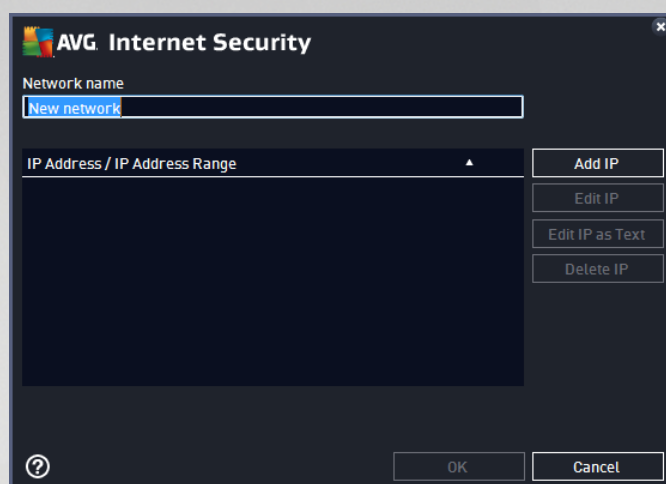 AVG. Internet Security
Network name
New network
IP Address / IP Address Range
Add IP
Edit IP
Edit IP as Text
Delete IP
OK
Cancel